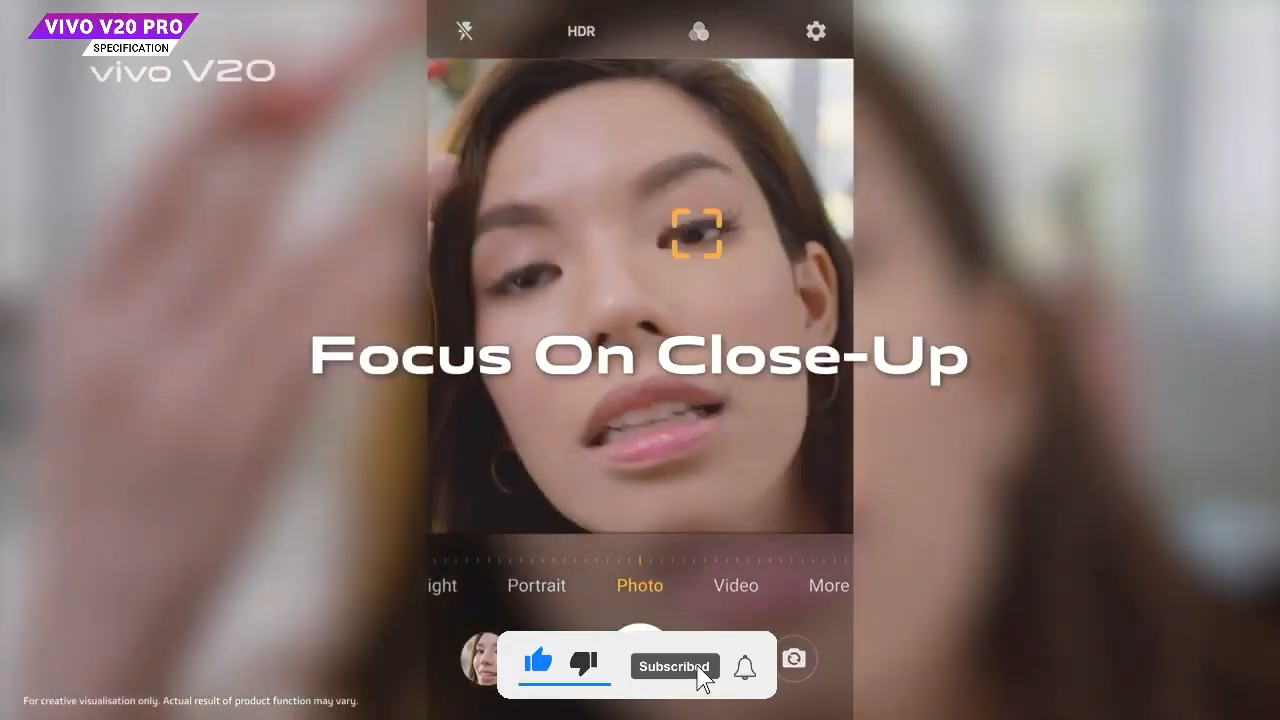 VIVO V20 PRO
SPECIFICATION
vivo V20
HDR
Focus On Close-Up
ight Portrait Photo Video More
Subscribed
For creative visualisation only. Actual result of product function may vary.